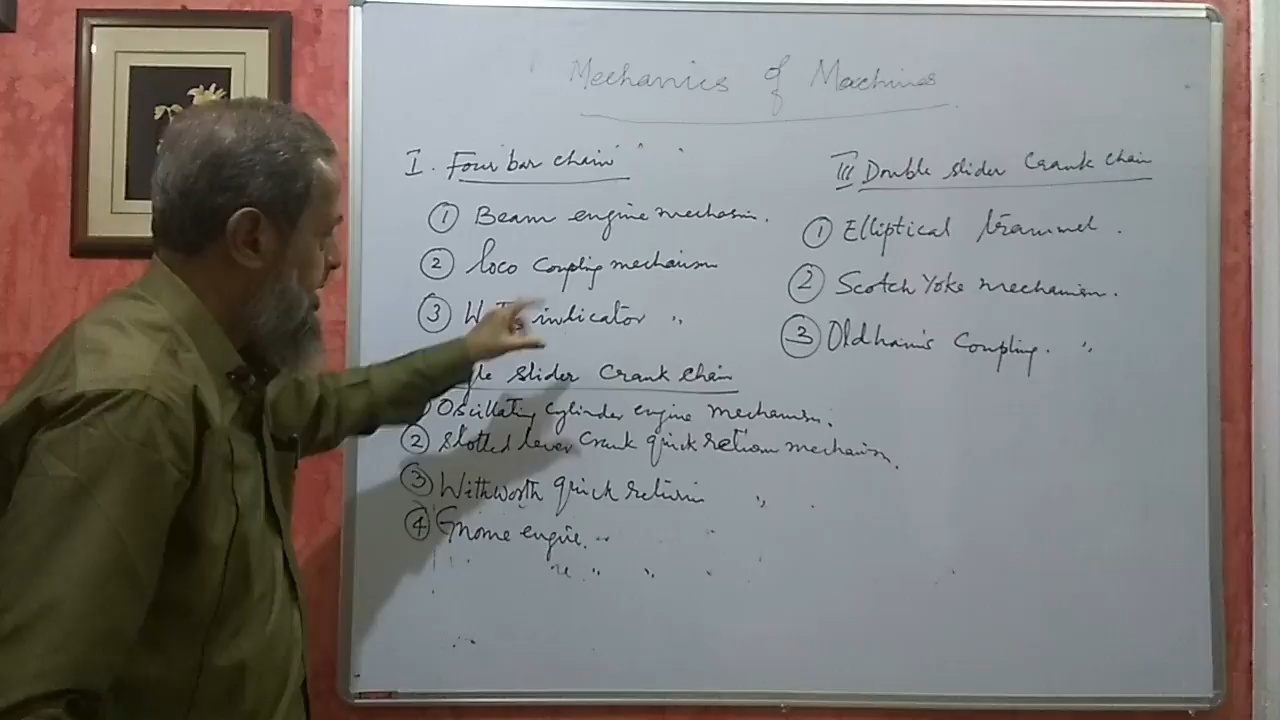 Mechanics of Machines
I. Four bar chain " "
① Beam engine mechanism.
② Loco Coupling mechanism
③ indicator "
slider Crank chain
Oscillating cylinder engine mechanism.
② Slotted lever Crank quick return mechanism.
③ Withworth quick return " .
④ Gnome engine. "
III Double slider Crank chain
① Elliptical trammel .
② Scotch Yoke mechanism.
③ Oldham's Coupling. "